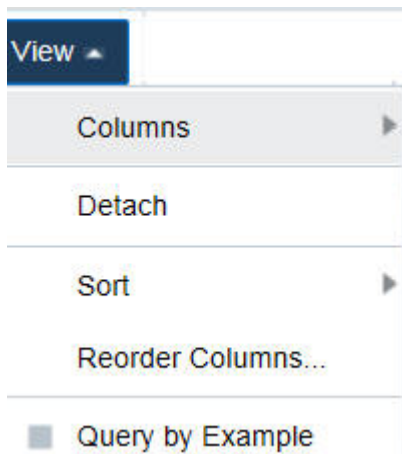 View
Columns
Detach
Sort
Reorder Columns...
Query by Example